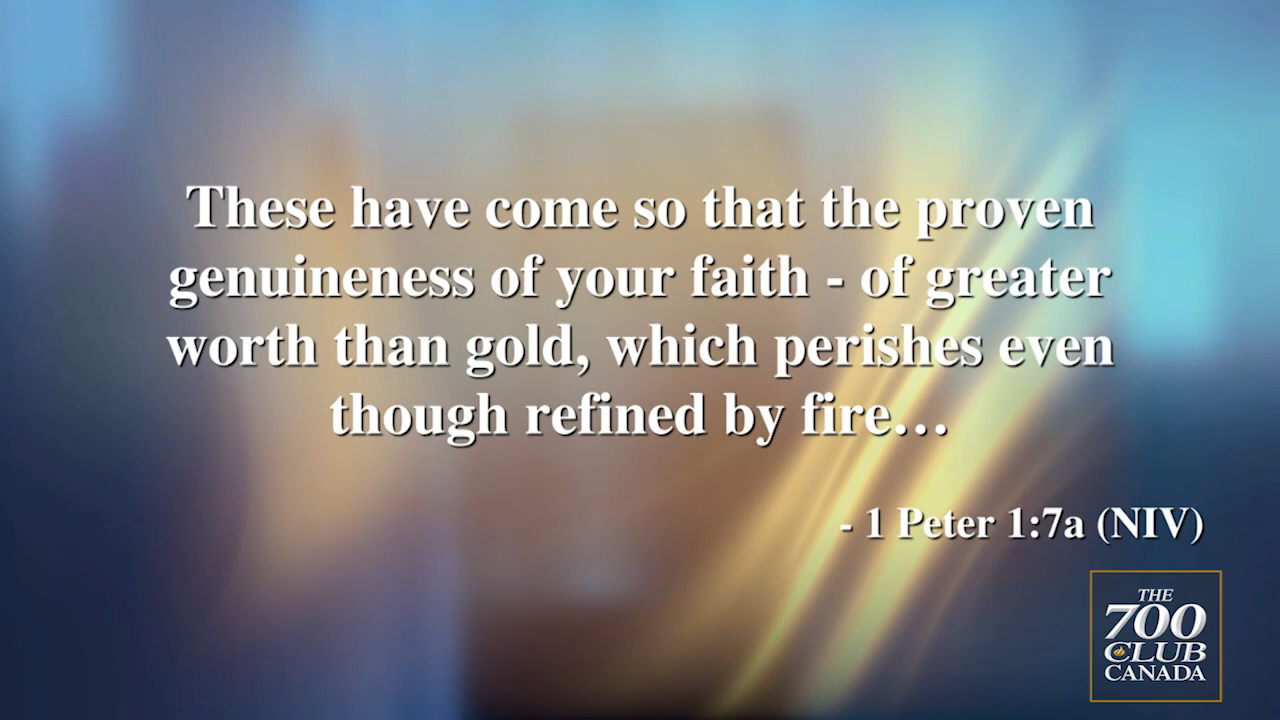 These have come so that the proven
genuineness of your faith - of greater
worth than gold, which perishes even
though refined by fire…
- 1 Peter 1:7a (NIV)
THE
700
CLUB
CANADA